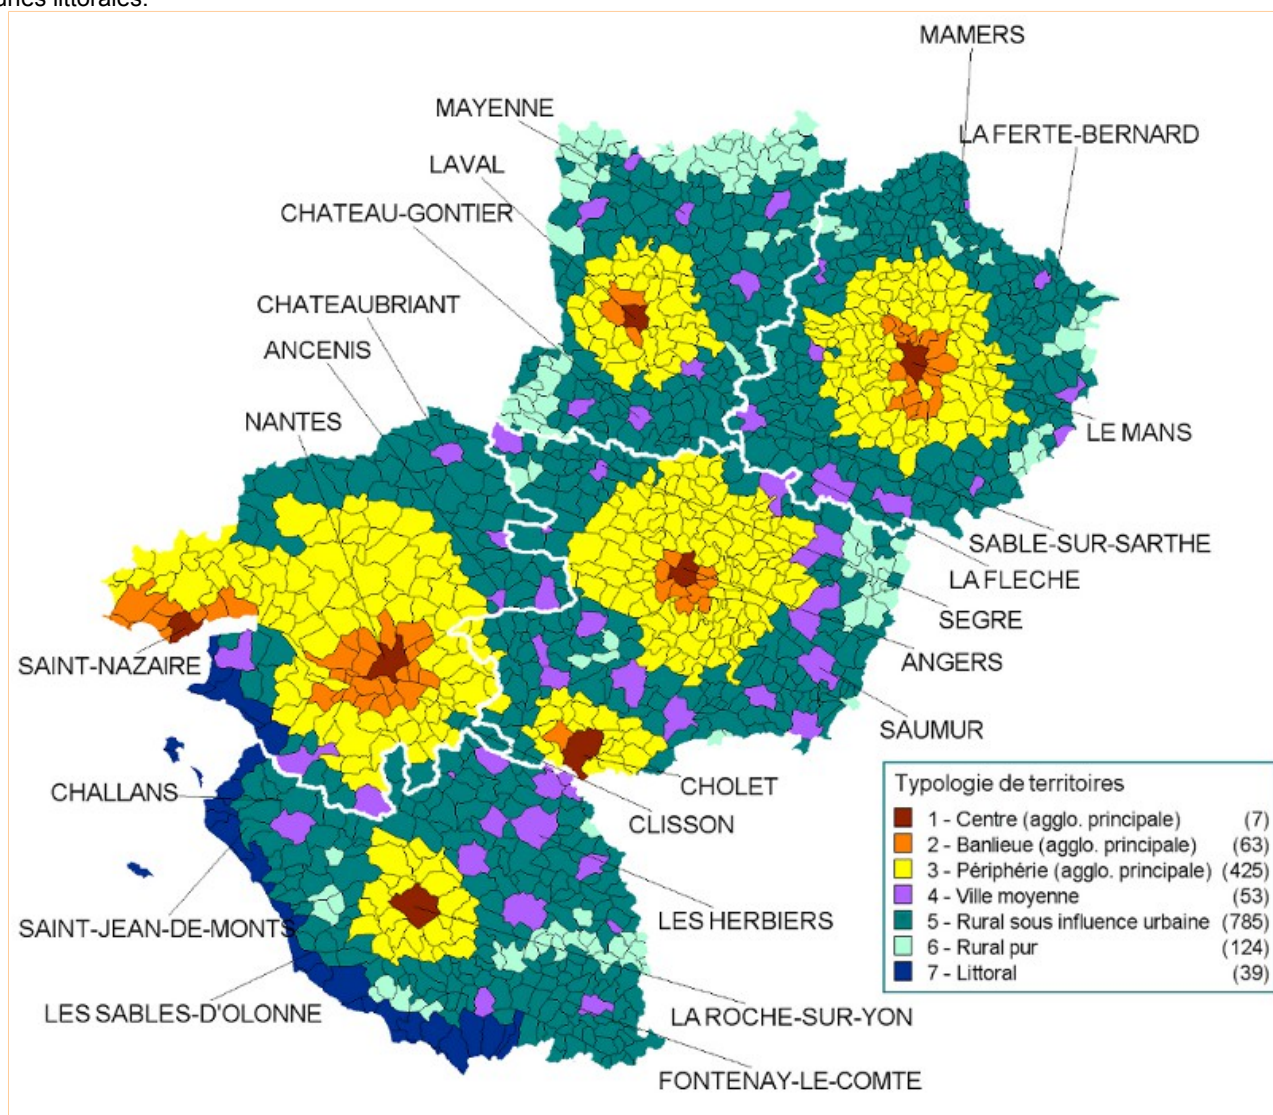 unes littorales.
MAMERS
MAYENNE
LA FERTE-BERNARD
LAVAL
CHATEAU-GONTIER
CHATEAUBRIANT
ANCENIS
NANTES
LE MANS
SABLE-SUR-SARTHE
LA FLECHE
SEGRE
ANGERS
SAINT-NAZAIRE
SAUMUR
CHALLANS
CHOLET
CLISSON
SAINT-JEAN-DE-MONTS
LES HERBIERS
LES SABLES-D'OLONNE
LA ROCHE-SUR-YON
FONTENAY-LE-COMTE
Typologie de territoires
1 - Centre (agglo. principale) (7)
2 - Banlieue (agglo. principale) (63)
3 - Périphérie (agglo. principale) (425)
4 - Ville moyenne (53)
5 - Rural sous influence urbaine (785)
6 - Rural pur (124)
7 - Littoral (39)